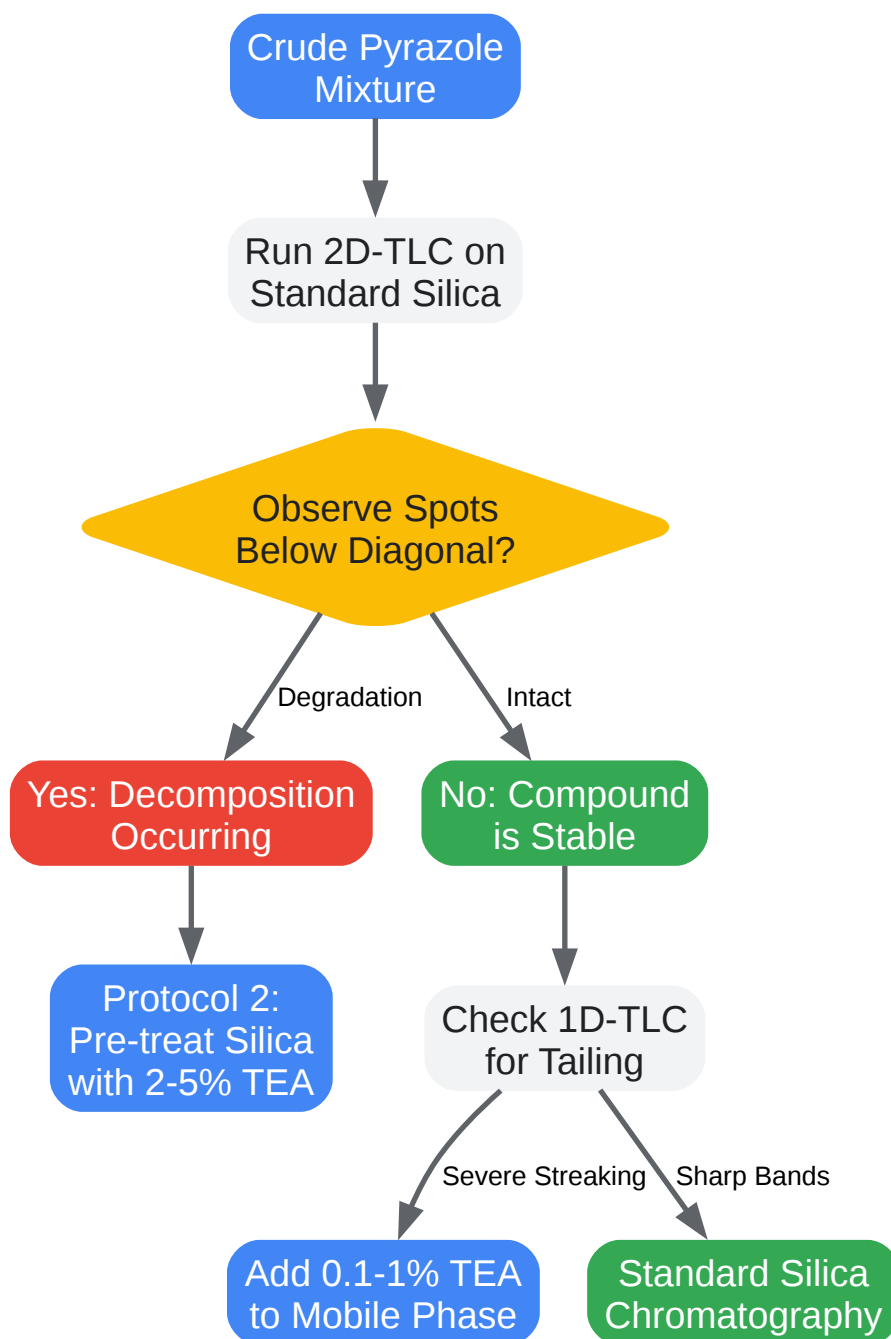 Crude Pyrazole
Mixture
Run 2D-TLC on
Standard Silica
Observe Spots
Below Diagonal?
Degradation
Intact
Yes: Decomposition
Occurring
No: Compound
is Stable
Protocol 2:
Pre-treat Silica
with 2-5% TEA
Check 1D-TLC
for Tailing
Severe Streaking
Sharp Bands
Add 0.1-1% TEA
to Mobile Phase
Standard Silica
Chromatography